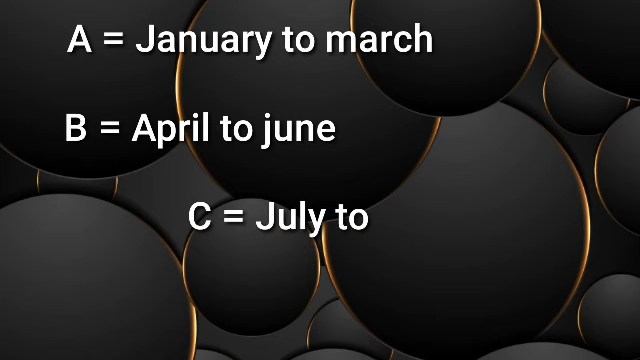 A = January to march
B = April to june
C = July to